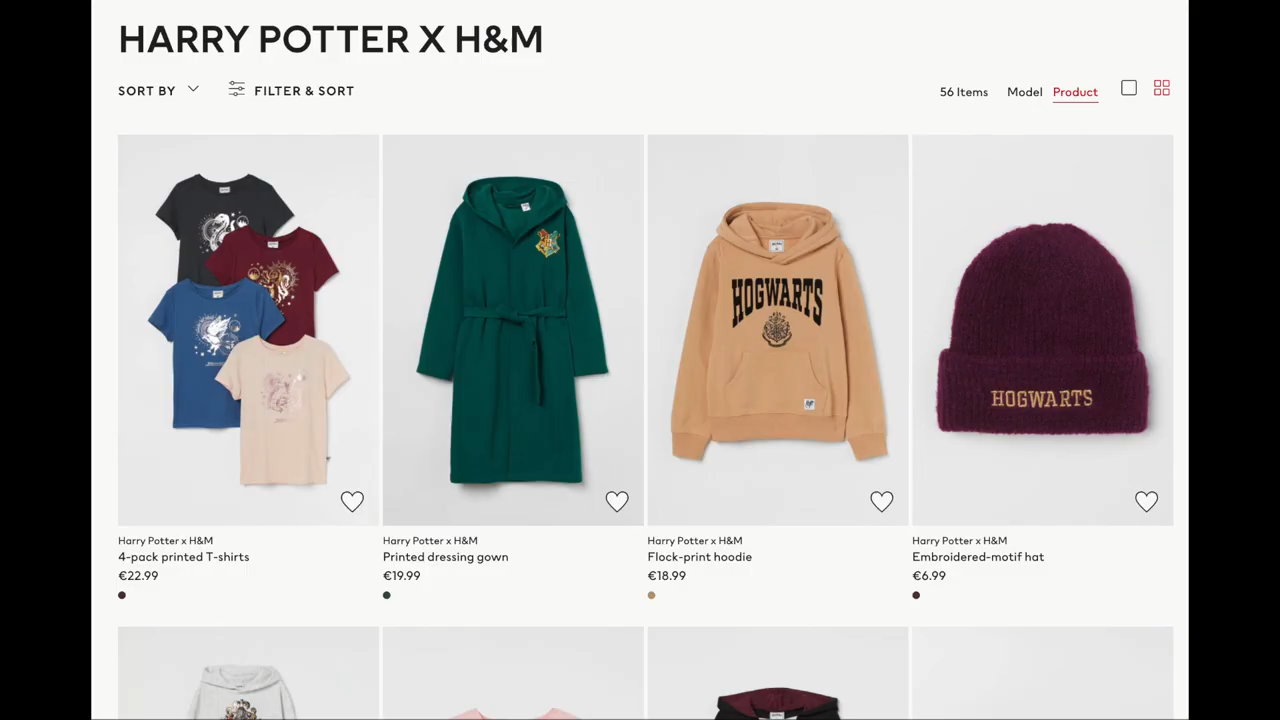 HARRY POTTER X H&M
SORT BY
FILTER & SORT
56 Items
Model
Product
HOGWARTS
HOGWARTS
Harry Potter x H&M
4-pack printed T-shirts
€22.99
Harry Potter x H&M
Printed dressing gown
€19.99
Harry Potter x H&M
Flock-print hoodie
€18.99
Harry Potter x H&M
Embroidered-motif hat
€6.99